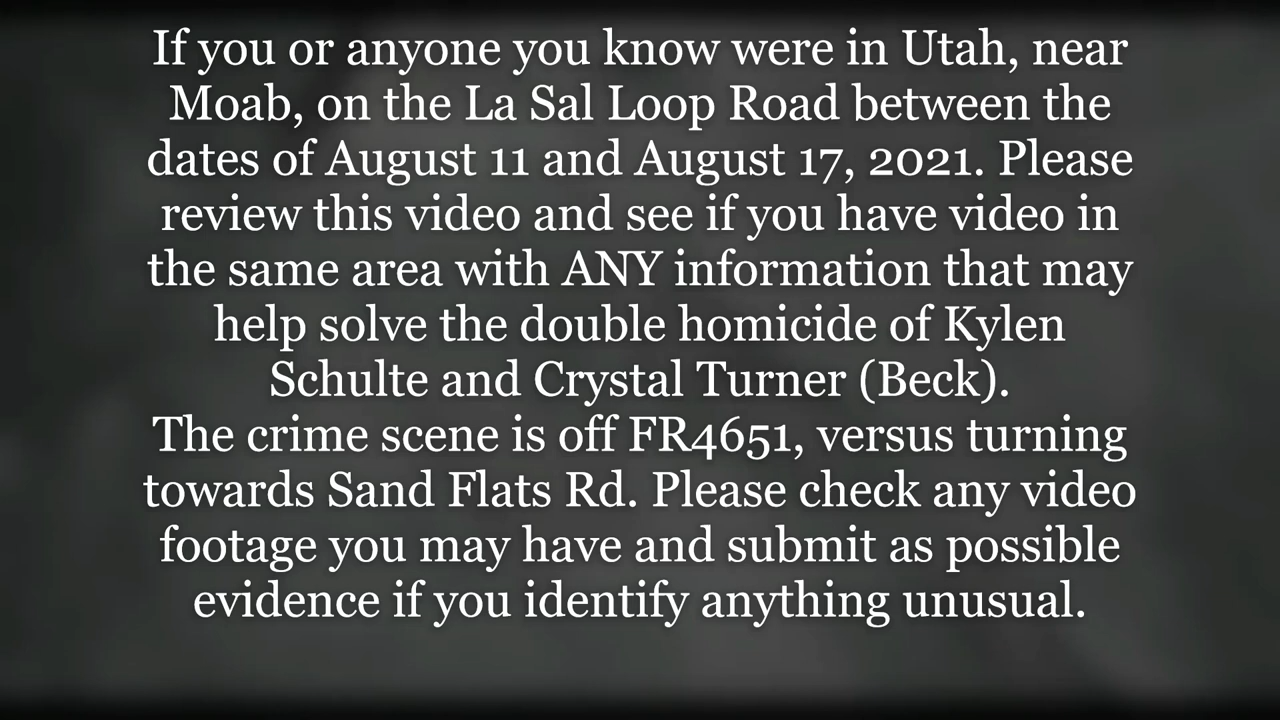 If you or anyone you know were in Utah, near
Moab, on the La Sal Loop Road between the
dates of August 11 and August 17, 2021. Please
review this video and see if you have video in
the same area with ANY information that may
help solve the double homicide of Kylen
Schulte and Crystal Turner (Beck).
The crime scene is off FR4651, versus turning
towards Sand Flats Rd. Please check any video
footage you may have and submit as possible
evidence if you identify anything unusual.